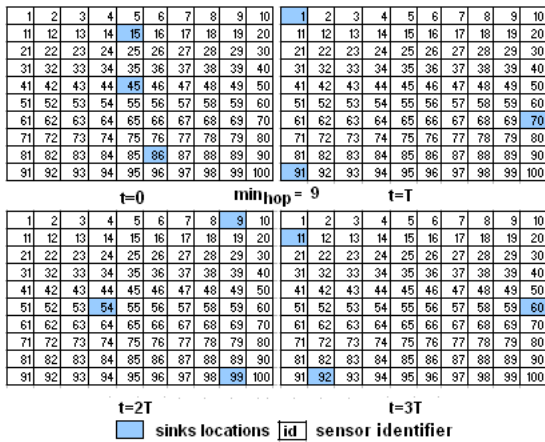 1 2 3 4 5 6 7 8 9 10 1 2 3 4 5 6 7 8 9 10
11 12 13 14 15 16 17 18 19 20 11 12 13 14 15 16 17 18 19 20
21 22 23 24 25 26 27 28 29 30 21 22 23 24 25 26 27 28 29 30
31 32 33 34 35 36 37 38 39 40 31 32 33 34 35 36 37 38 39 40
41 42 43 44 45 46 47 48 49 50 41 42 43 44 45 46 47 48 49 50
51 52 53 54 55 56 57 58 59 60 51 52 53 54 55 56 57 58 59 60
61 62 63 64 65 66 67 68 69 70 61 62 63 64 65 66 67 68 69 70
71 72 73 74 75 76 77 78 79 80 71 72 73 74 75 76 77 78 79 80
81 82 83 84 85 86 87 88 89 90 81 82 83 84 85 86 87 88 89 90
91 92 93 94 95 96 97 98 99 100 91 92 93 94 95 96 97 98 99 100
t=0 min hop = 9 t=T
1 2 3 4 5 6 7 8 9 10 1 2 3 4 5 6 7 8 9 10
11 12 13 14 15 16 17 18 19 20 11 12 13 14 15 16 17 18 19 20
21 22 23 24 25 26 27 28 29 30 21 22 23 24 25 26 27 28 29 30
31 32 33 34 35 36 37 38 39 40 31 32 33 34 35 36 37 38 39 40
41 42 43 44 45 46 47 48 49 50 41 42 43 44 45 46 47 48 49 50
51 52 53 54 55 56 57 58 59 60 51 52 53 54 55 56 57 58 59 60
61 62 63 64 65 66 67 68 69 70 61 62 63 64 65 66 67 68 69 70
71 72 73 74 75 76 77 78 79 80 71 72 73 74 75 76 77 78 79 80
81 82 83 84 85 86 87 88 89 90 81 82 83 84 85 86 87 88 89 90
91 92 93 94 95 96 97 98 99 100 91 92 93 94 95 96 97 98 99 100
t=2T t=3T
sinks locations id sensor identifier